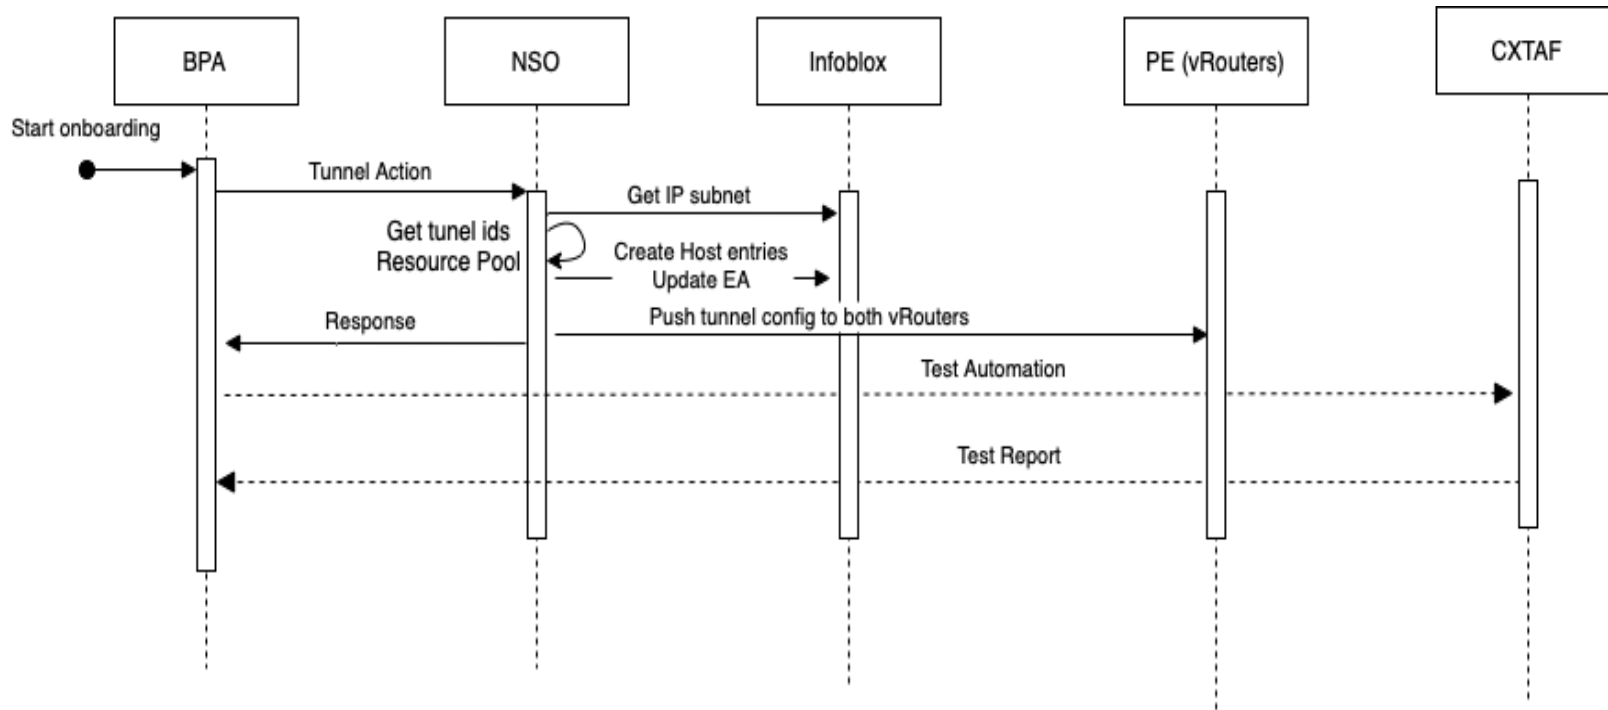 BPA
NSO
Infoblox
PE (vRouters)
CXTAF
Start onboarding
Tunnel Action
Get IP subnet
Get tunel ids
Resource Pool
Create Host entries
Update EA
Push tunnel config to both vRouters
Response
Test Automation
Test Report